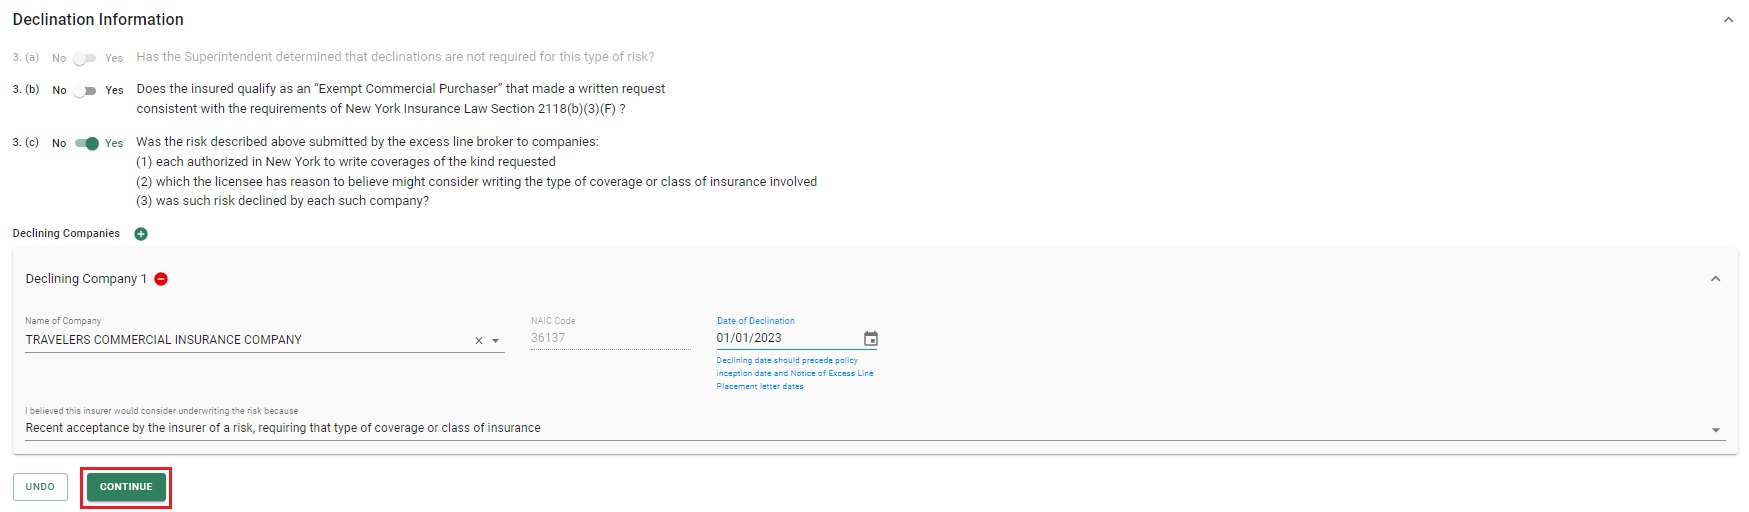 Declination Information
3. (a) No Yes Has the Superintendent determined that declinations are not required for this type of risk?
3. (b) No Yes Does the insured qualify as an “Exempt Commercial Purchaser” that made a written request
consistent with the requirements of New York Insurance Law Section 2118(b)(3)(F) ?
3. (c) No Yes Was the risk described above submitted by the excess line broker to companies:
(1) each authorized in New York to write coverages of the kind requested
(2) which the licensee has reason to believe might consider writing the type of coverage or class of insurance involved
(3) was such risk declined by each such company?
Declining Companies
Declining Company 1
Name of Company NAIC Code Date of Declination
TRAVELERS COMMERCIAL INSURANCE COMPANY 36137 01/01/2023
Declining date should precede policy
inception date and Notice of Excess Line
Placement letter dates
I believed this insurer would consider underwriting the risk because
Recent acceptance by the insurer of a risk, requiring that type of coverage or class of insurance
UNDO CONTINUE